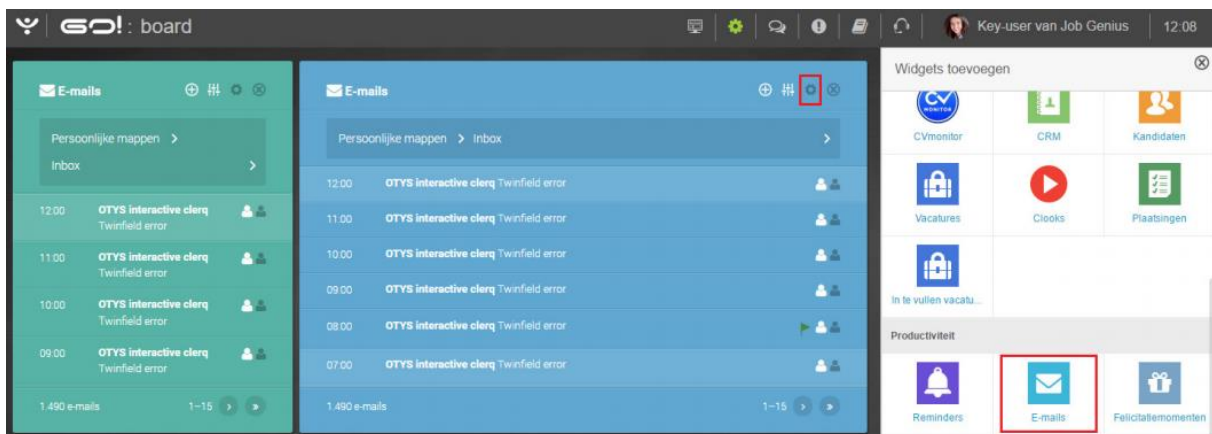 GO! : board
Key-user van Job Genius
12:08
E-mails
Persoonlijke mappen >
Inbox >
12:00 OTYS interactive clerq
Twinfield error
11:00 OTYS interactive clerq
Twinfield error
10:00 OTYS interactive clerq
Twinfield error
09:00 OTYS interactive clerq
Twinfield error
1.490 e-mails 1-15 > »
E-mails
Persoonlijke mappen > Inbox >
12:00 OTYS interactive clerq Twinfield error
11:00 OTYS interactive clerq Twinfield error
10:00 OTYS interactive clerq Twinfield error
09:00 OTYS interactive clerq Twinfield error
08:00 OTYS interactive clerq Twinfield error
07:00 OTYS interactive clerq Twinfield error
1.490 e-mails 1-15 > »
Widgets toevoegen
CV
MONITOR
CVmonitor CRM Kandidaten
Vacatures Clooks Plaatsingen
In te vullen vacatu...
Productiviteit
Reminders E-mails Felicitatiemomenten